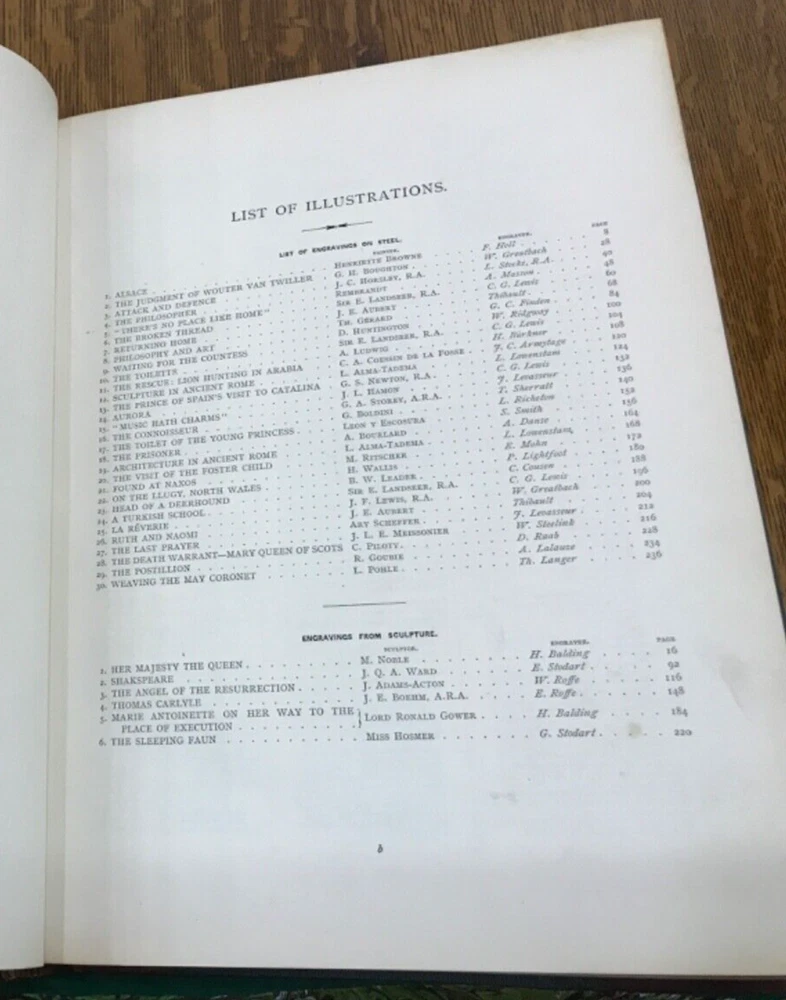 LIST OF ILLUSTRATIONS.
LIST OF ENGRAVINGS ON STEEL.
PAINTER. ENGRAVER. PAGE
1. ALSACE HENRIETTE BROWNE F. Holl 8
2. THE JUDGMENT OF WOUTER VAN TWILLER G. H. BOUGHTON W. Greatbach 28
3. ATTACK AND DEFENCE J. C. HORSLEY, R.A. L. Stocks, R.A.
4. THE PHILOSOPHER REMBRANDT A. Masson 48
5. "THERE'S NO PLACE LIKE HOME" SIR E. LANDSEER, R.A. C. G. Lewis 60
6. THE BROKEN THREAD J. E. AUBERT Thibault 68
7. RETURNING HOME TH. GERARD G. C. Finden 84
8. PHILOSOPHY AND ART D. HUNTINGTON W. Ridgway 100
9. WAITING FOR THE COUNTESS SIR E. LANDSEER, R.A. C. G. Lewis 104
10. THE TOILETTE A. LUDWIG H. Bürkner 108
11. THE RESCUE: LION HUNTING IN ARABIA C. A. COESSIN DE LA FOSSE J. C. Armytage 120
12. SCULPTURE IN ANCIENT ROME L. ALMA-TADEMA L. Lowenstam 124
13. THE PRINCE OF SPAIN'S VISIT TO CATALINA G. S. NEWTON, R.A. C. G. Lewis 132
14. AURORA J. L. HAMON J. Levasseur 136
15. "MUSIC HATH CHARMS" G. A. STOREY, A.R.A. T. Sherratt 140
16. THE CONNOISSEUR G. BOLDINI L. Richeton 152
17. THE TOILET OF THE YOUNG PRINCESS LEON Y ESCOSURA S. Smith 156
18. THE PRISONER A. A. Danse 164
19. ARCHITECTURE IN ANCIENT ROME L. ALMA-TADEMA L. Lowenstam 168
20. THE VISIT OF THE FOSTER CHILD M. RITSCHER E. Mohn 172
21. FOUND AT NAXOS H. WALLIS P. Lightfoot 180
22. ON THE LLUGY, NORTH WALES B. W. LEADER C. Cousen 188
23. HEAD OF A DEERHOUND SIR E. LANDSEER, R.A. C. G. Lewis 196
24. A TURKISH SCHOOL J. F. LEWIS, R.A. W. Greatbach 200
25. LA RÊVERIE J. E. AUBERT Thibault 204
26. RUTH AND NAOMI ARY SCHEFFER J. Levasseur 212
27. THE LAST PRAYER J. L. E. MEISSONIER W. Steelink 216
28. THE DEATH WARRANT—MARY QUEEN OF SCOTS C. PILOTY D. Raab 228
29. THE POSTILLION R. GOUBIE A. Lalauze 234
30. WEAVING THE MAY CORONET L. POHLE Th. Langer 236
ENGRAVINGS FROM SCULPTURE.
SCULPTOR. ENGRAVER. PAGE
1. HER MAJESTY THE QUEEN M. NOBLE H. Balding 16
2. SHAKSPEARE J. Q. A. WARD E. Stodart 92
3. THE ANGEL OF THE RESURRECTION J. ADAMS-ACTON W. Roffe 116
4. THOMAS CARLYLE J. E. BOEHM, A.R.A. E. Roffe 148
5. MARIE ANTOINETTE ON HER WAY TO THE
PLACE OF EXECUTION LORD RONALD GOWER H. Balding 184
6. THE SLEEPING FAUN MISS HOSMER G. Stodart 220
b